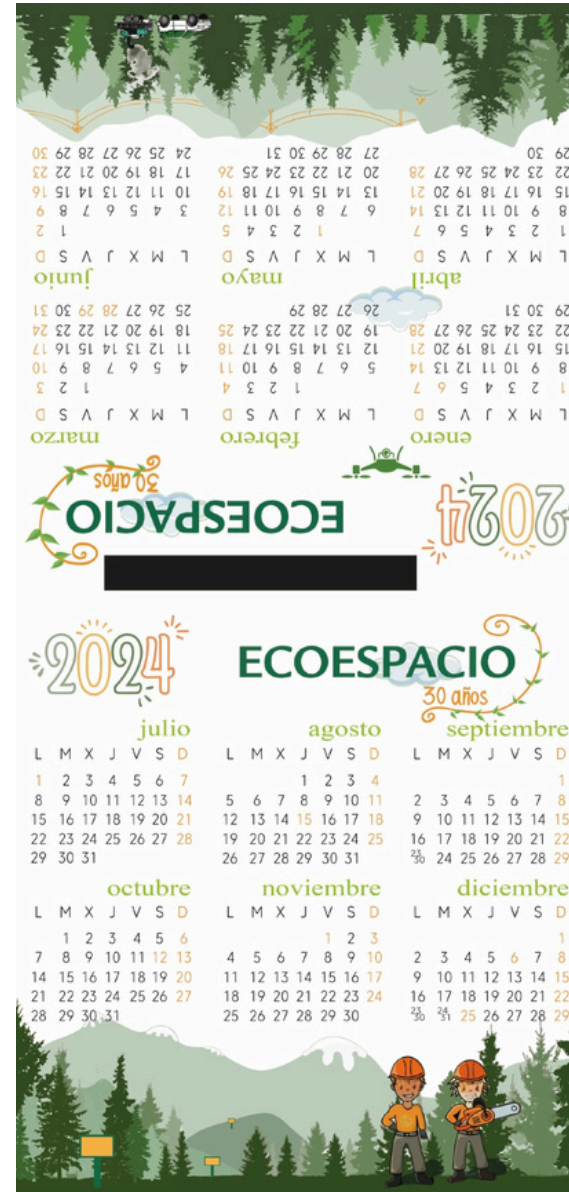 2024
ECOESPACIO
30 años
enero febrero marzo
L M X J V S D L M X J V S D L M X J V S D
1 2 3 4 5 6 7 1 2 3 4 1 2 3
8 9 10 11 12 13 14 5 6 7 8 9 10 11 4 5 6 7 8 9 10
15 16 17 18 19 20 21 12 13 14 15 16 17 18 11 12 13 14 15 16 17
22 23 24 25 26 27 28 19 20 21 22 23 24 25 18 19 20 21 22 23 24
29 30 31 26 27 28 29 25 26 27 28 29 30 31
abril mayo junio
L M X J V S D L M X J V S D L M X J V S D
1 2 3 4 5 6 7 1 2 3 4 5 1 2
8 9 10 11 12 13 14 6 7 8 9 10 11 12 3 4 5 6 7 8 9
15 16 17 18 19 20 21 13 14 15 16 17 18 19 10 11 12 13 14 15 16
22 23 24 25 26 27 28 20 21 22 23 24 25 26 17 18 19 20 21 22 23
29 30 27 28 29 30 31 24 25 26 27 28 29 30
2024
ECOESPACIO
30 años
julio agosto septiembre
L M X J V S D L M X J V S D L M X J V S D
1 2 3 4 5 6 7 1 2 3 4 1
8 9 10 11 12 13 14 5 6 7 8 9 10 11 2 3 4 5 6 7 8
15 16 17 18 19 20 21 12 13 14 15 16 17 18 9 10 11 12 13 14 15
22 23 24 25 26 27 28 19 20 21 22 23 24 25 16 17 18 19 20 21 22
29 30 31 26 27 28 29 30 31 23/30 24 25 26 27 28 29
octubre noviembre diciembre
L M X J V S D L M X J V S D L M X J V S D
1 2 3 4 5 6 1 2 3 1
7 8 9 10 11 12 13 4 5 6 7 8 9 10 2 3 4 5 6 7 8
14 15 16 17 18 19 20 11 12 13 14 15 16 17 9 10 11 12 13 14 15
21 22 23 24 25 26 27 18 19 20 21 22 23 24 16 17 18 19 20 21 22
28 29 30 31 25 26 27 28 29 30 23/30 24/31 25 26 27 28 29